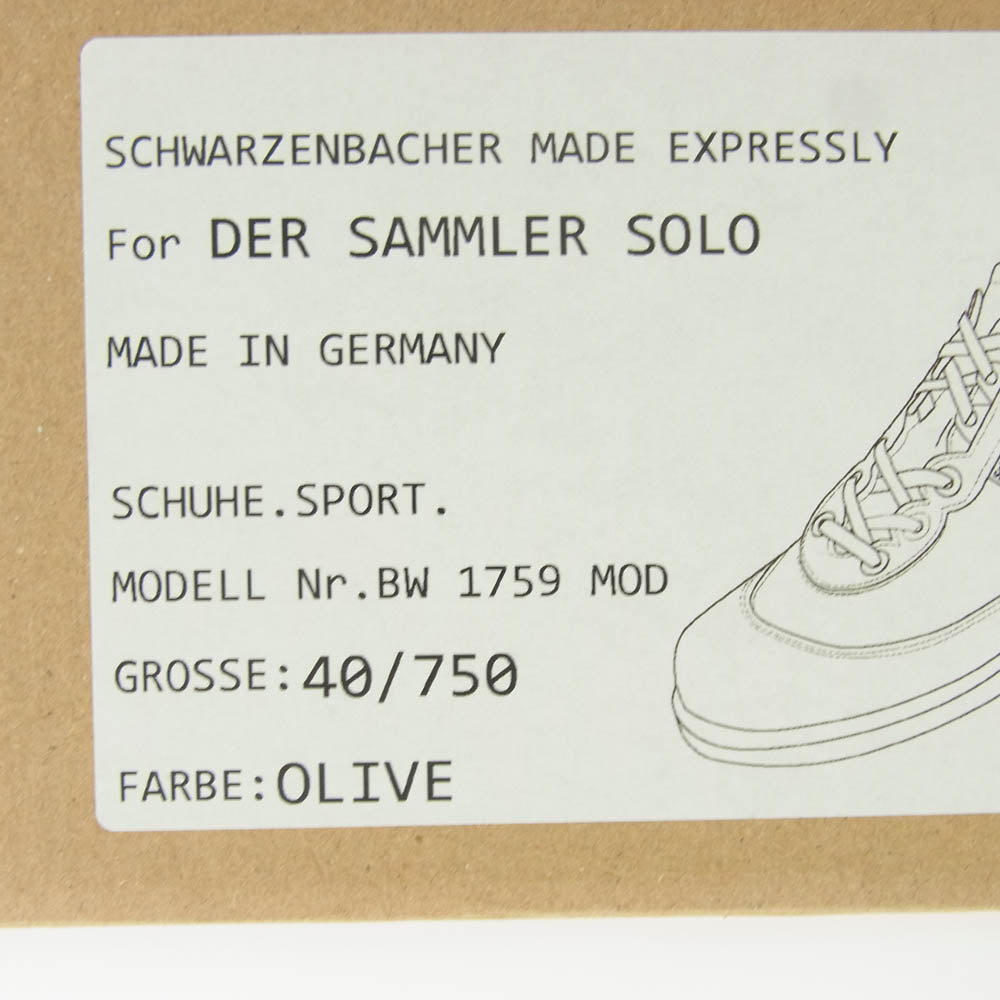 SCHWARZENBACHER MADE EXPRESSLY
For DER SAMMLER SOLO
MADE IN GERMANY
SCHUHE.SPORT.
MODELL Nr.BW 1759 MOD
GROSSE:40/750
FARBE:OLIVE